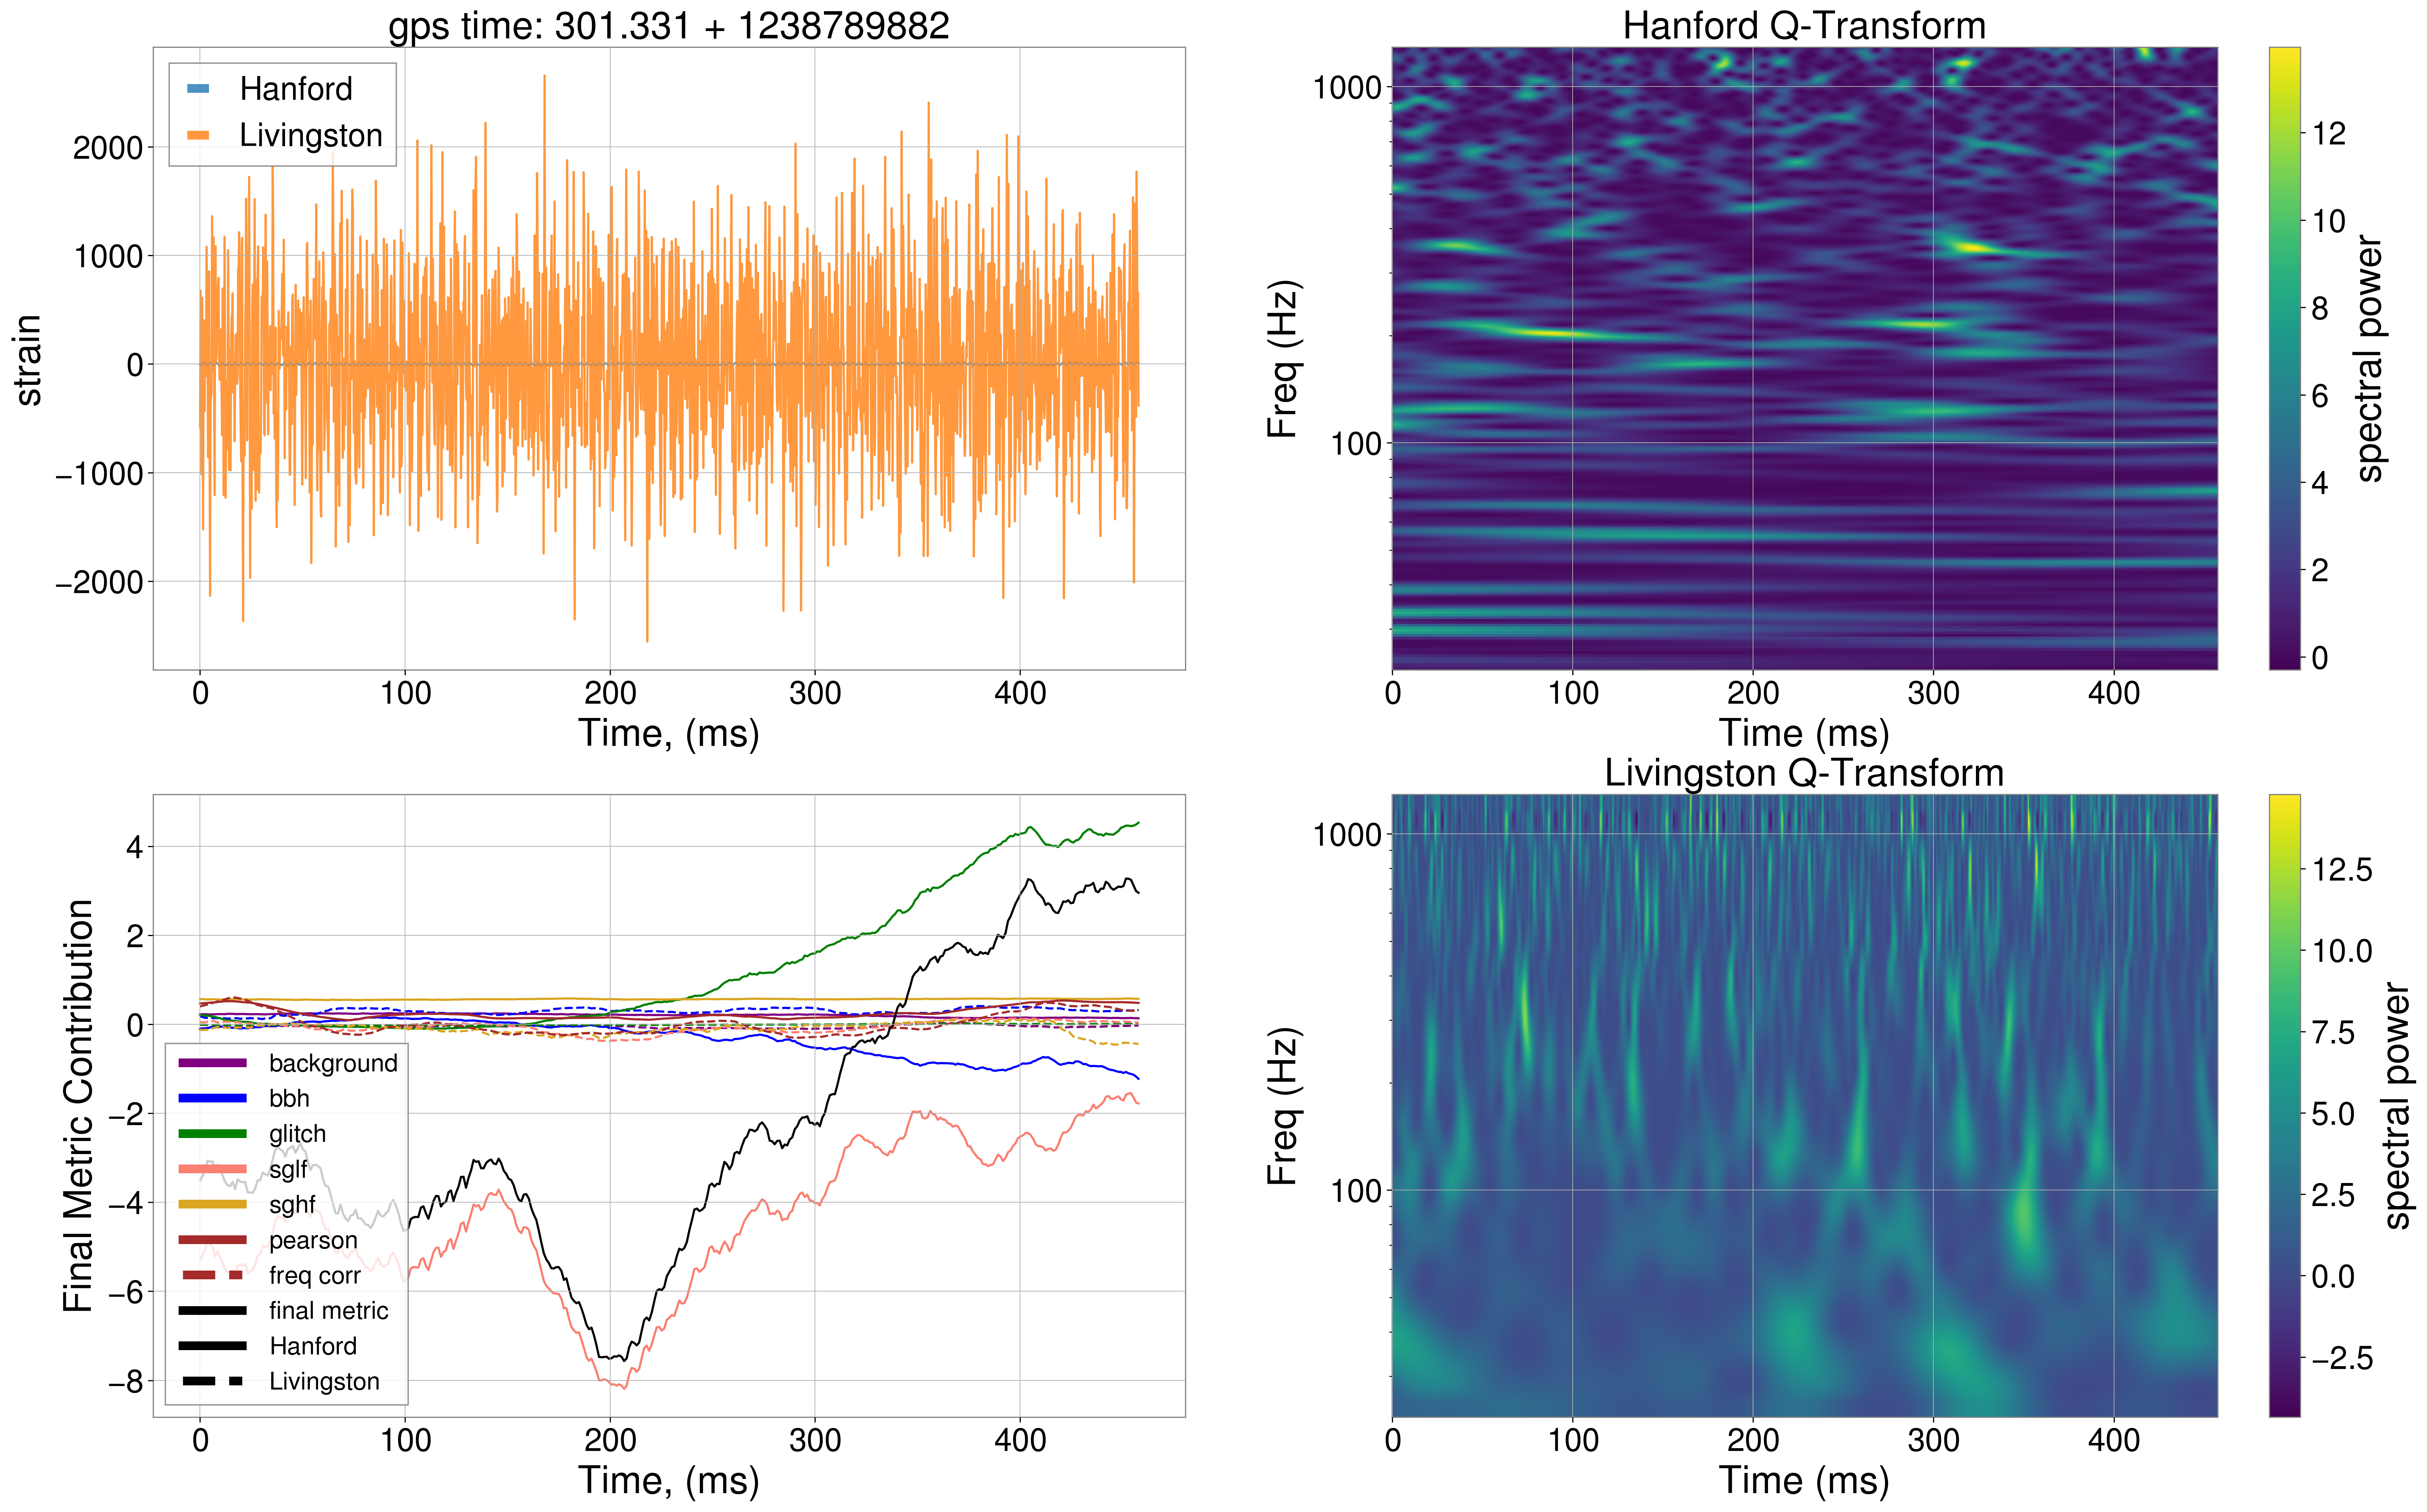 gps time: 301.331 + 1238789882
Hanford
Livingston
strain
2000
1000
0
−1000
−2000
0 100 200 300 400
Time, (ms)
Hanford Q-Transform
Freq (Hz)
1000
100
0 100 200 300 400
Time (ms)
12
10
8
6
4
2
0
spectral power
Final Metric Contribution
4
2
0
−2
−4
−6
−8
background
bbh
glitch
sglf
sghf
pearson
freq corr
final metric
Hanford
Livingston
0 100 200 300 400
Time, (ms)
Livingston Q-Transform
Freq (Hz)
1000
100
0 100 200 300 400
Time (ms)
12.5
10.0
7.5
5.0
2.5
0.0
−2.5
spectral power